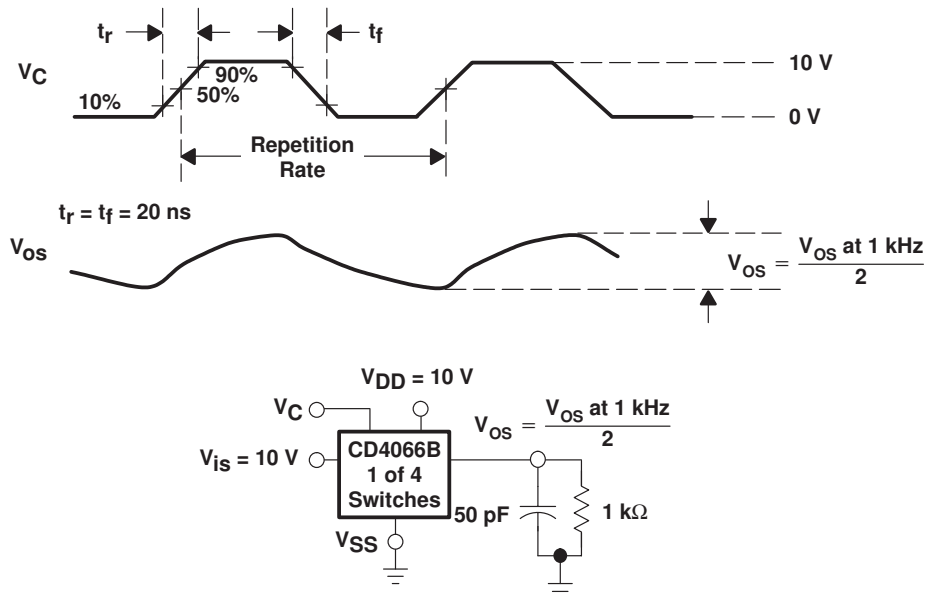 tr
tf
VC
10%
90%
50%
10 V
0 V
Repetition
Rate
tr = tf = 20 ns
Vos
VOS = VOS at 1 kHz
2
VDD = 10 V
VC
VOS = VOS at 1 kHz
2
Vis = 10 V
CD4066B
1 of 4
Switches
50 pF
1 kΩ
VSS